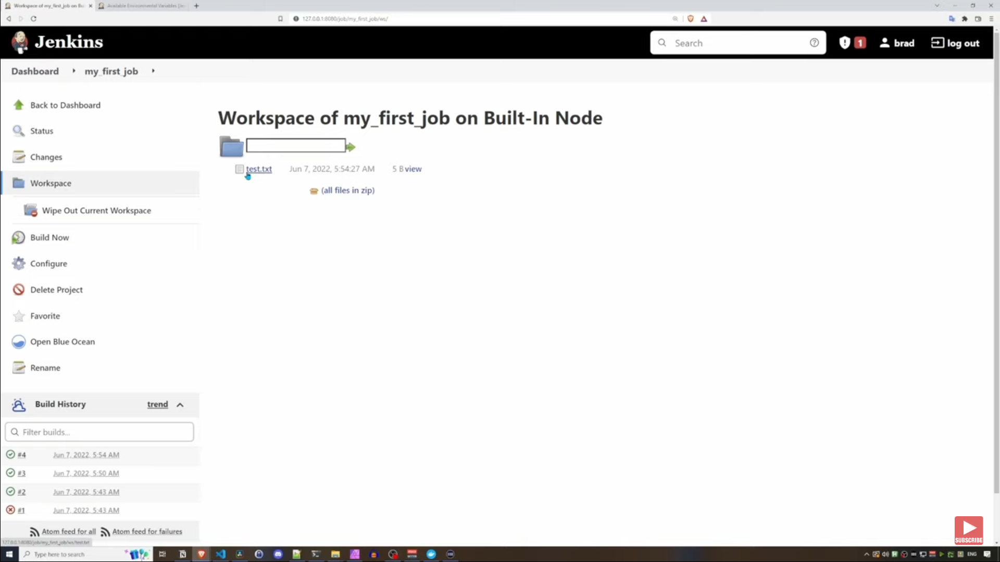 Workspace of my_first_job on Bui
Available Environmental Variables [Je
127.0.0.1:8080/job/my_first_job/ws/
Jenkins
Search
1
brad
log out
Dashboard
my_first_job
Back to Dashboard
Status
Changes
Workspace
Wipe Out Current Workspace
Build Now
Configure
Delete Project
Favorite
Open Blue Ocean
Rename
Workspace of my_first_job on Built-In Node
test.txt Jun 7, 2022, 5:54:27 AM 5 B view
(all files in zip)
Build History trend
Filter builds...
#4 Jun 7, 2022, 5:54 AM
#3 Jun 7, 2022, 5:50 AM
#2 Jun 7, 2022, 5:43 AM
#1 Jun 7, 2022, 5:43 AM
Atom feed for all Atom feed for failures
127.0.0.1:8080/job/my_first_job/ws/test.txt
SUBSCRIBE
Type here to search
ENG